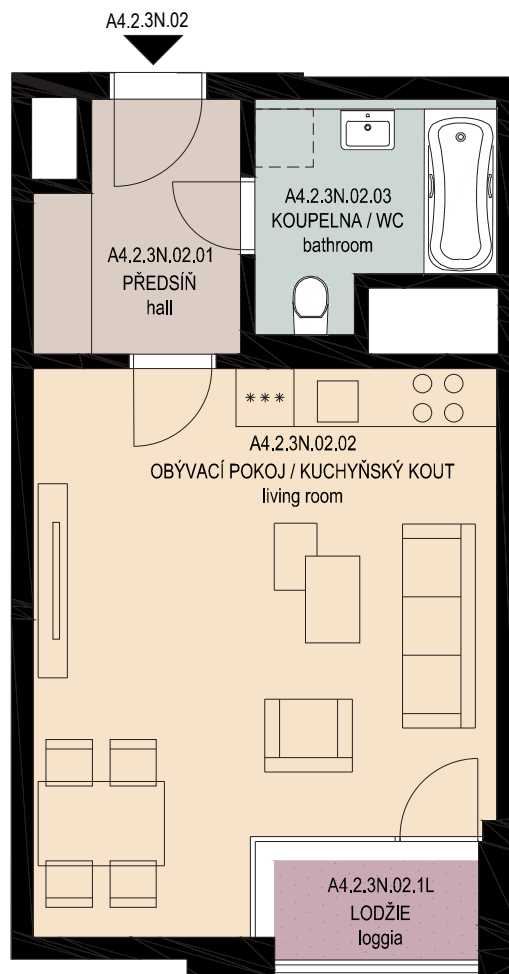 A4.2.3N.02
A4.2.3N.02.03
KOUPELNA / WC
bathroom
A4.2.3N.02.01
PŘEDSÍŇ
hall
***
A4.2.3N.02.02
OBÝVACÍ POKOJ / KUCHYŇSKÝ KOUT
living room
A4.2.3N.02.1L
LODŽIE
loggia